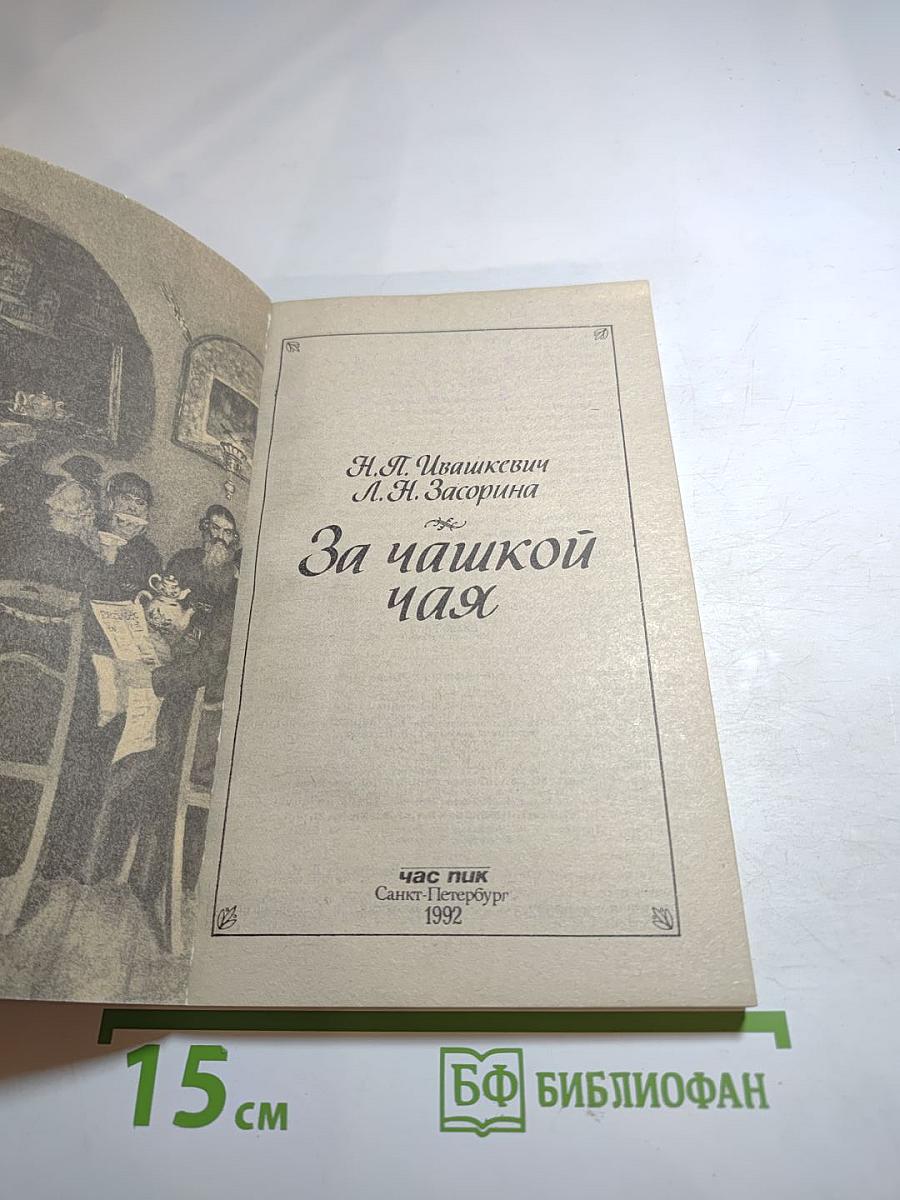 Н.П. Ивашкевич
Л.Н. Засорина
За чашкой
чая
час пик
Санкт-Петербург
1992
15 см
БФ БИБЛИОФАН